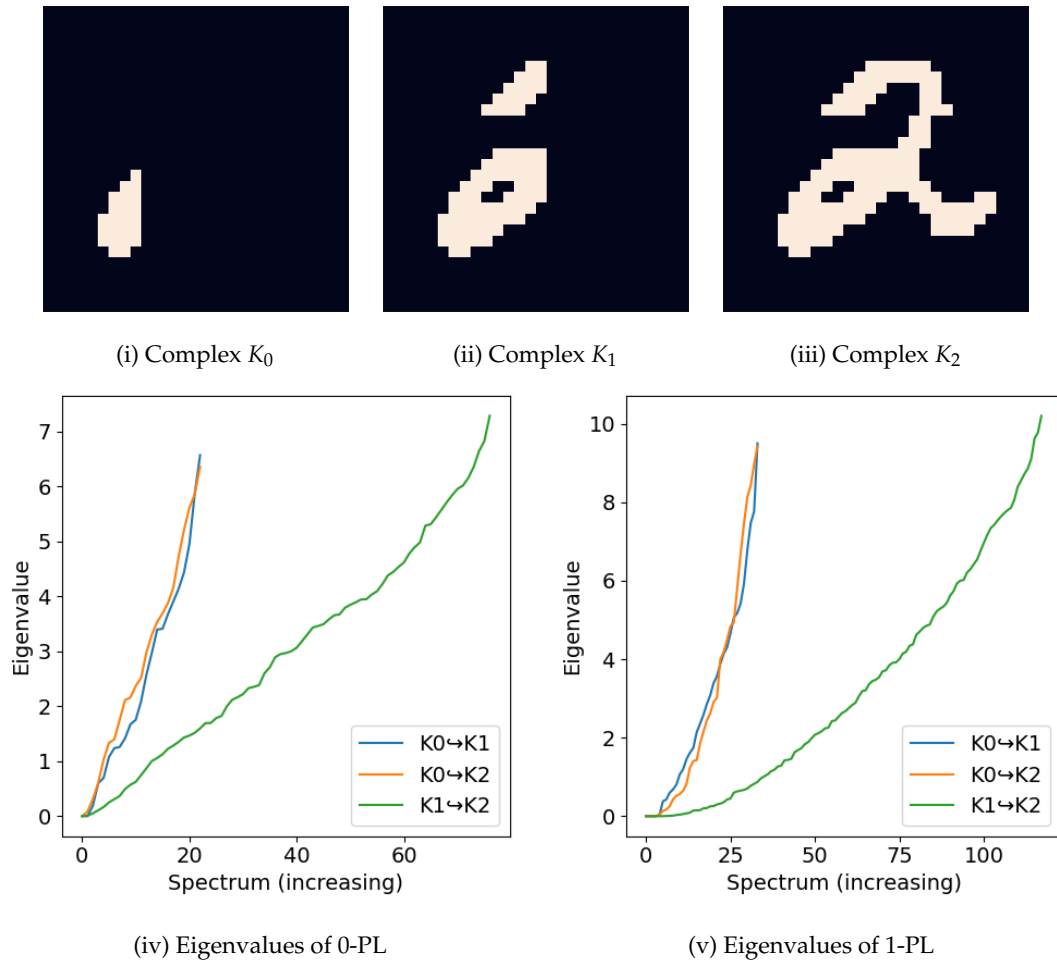 (i) Complex K₀
(ii) Complex K₁
(iii) Complex K₂
7
6
5
4
3
2
1
0
Eigenvalue
K0↪K1
K0↪K2
K1↪K2
0
20
40
60
Spectrum (increasing)
(iv) Eigenvalues of 0-PL
10
8
6
4
2
0
Eigenvalue
K0↪K1
K0↪K2
K1↪K2
0
25
50
75
100
Spectrum (increasing)
(v) Eigenvalues of 1-PL